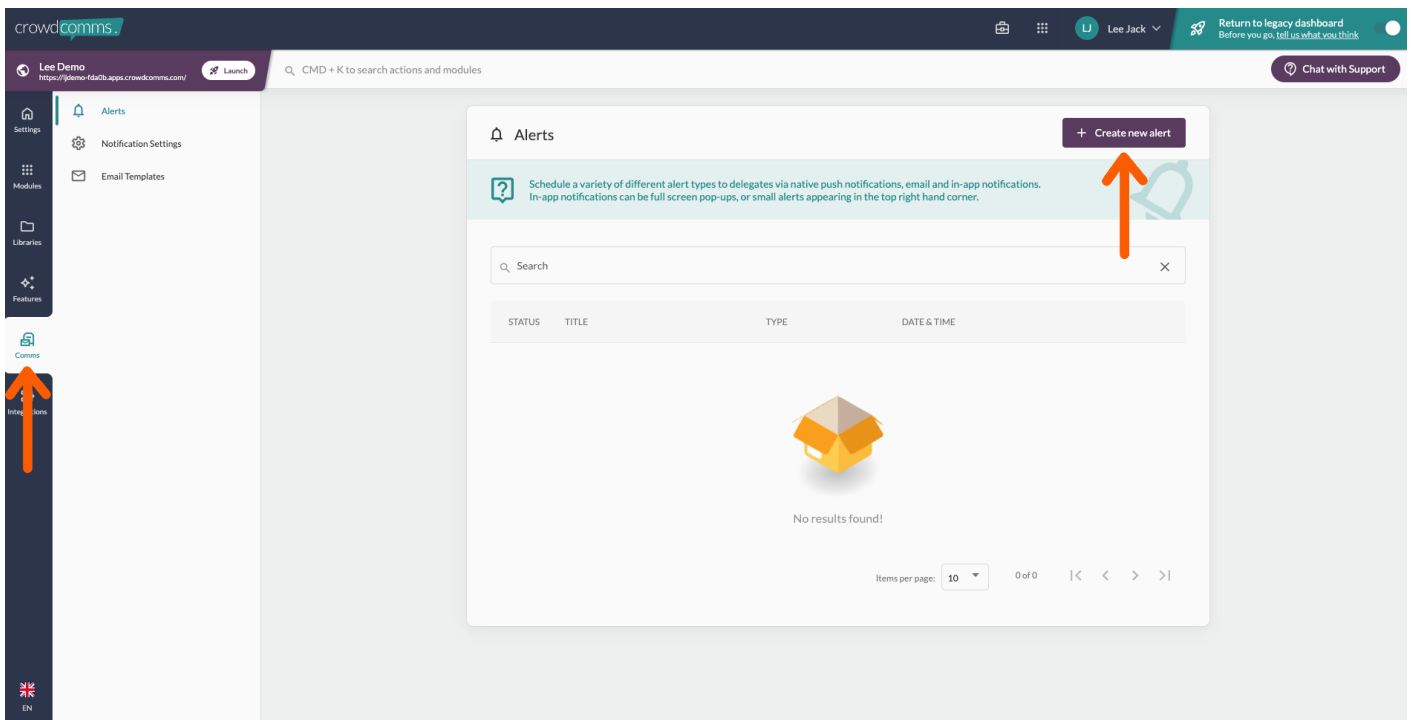 crowdcomms.
LJ Lee Jack
Return to legacy dashboard
Before you go, tell us what you think
Lee Demo
https://ljdemo-fda0b.apps.crowdcomms.com/
Launch
CMD + K to search actions and modules
Chat with Support
Settings
Modules
Libraries
Features
Comms
EN
Alerts
Notification Settings
Email Templates
Alerts
+ Create new alert
Schedule a variety of different alert types to delegates via native push notifications, email and in-app notifications.
In-app notifications can be full screen pop-ups, or small alerts appearing in the top right hand corner.
Search
STATUS TITLE TYPE DATE & TIME
No results found!
Items per page: 10 0 of 0